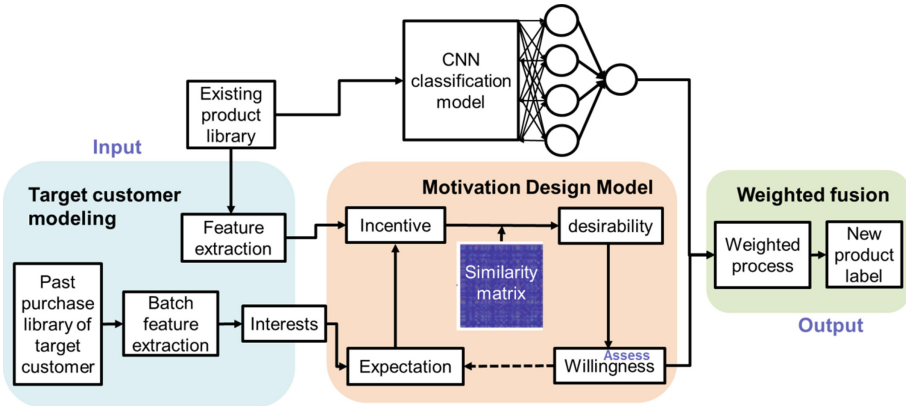 CNN
classification
model
Existing
product
library
Input
Target customer
modeling
Motivation Design Model
Weighted fusion
Feature
extraction
Incentive
desirability
Similarity
matrix
Weighted
process
New
product
label
Past
purchase
library of
target
customer
Batch
feature
extraction
Interests
Expectation
Assess
Willingness
Output